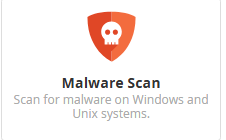 Malware Scan
Scan for malware on Windows and
Unix systems.